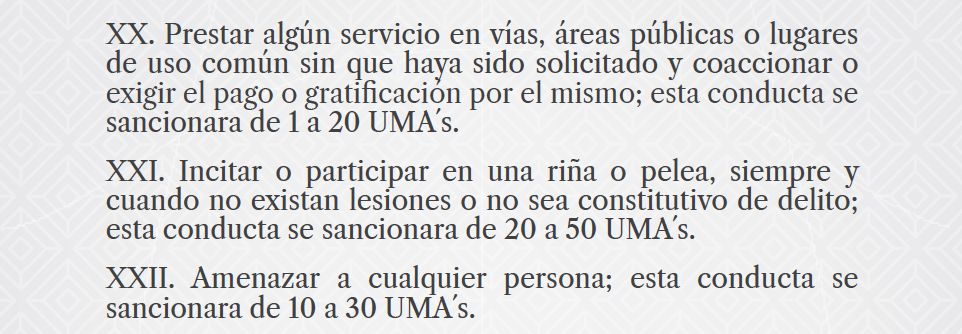 XX. Prestar algún servicio en vías, áreas públicas o lugares
de uso común sin que haya sido solicitado y coaccionar o
exigir el pago o gratificación por el mismo; esta conducta se
sancionara de 1 a 20 UMA´s.
XXI. Incitar o participar en una riña o pelea, siempre y
cuando no existan lesiones o no sea constitutivo de delito;
esta conducta se sancionara de 20 a 50 UMA´s.
XXII. Amenazar a cualquier persona; esta conducta se
sancionara de 10 a 30 UMA´s.